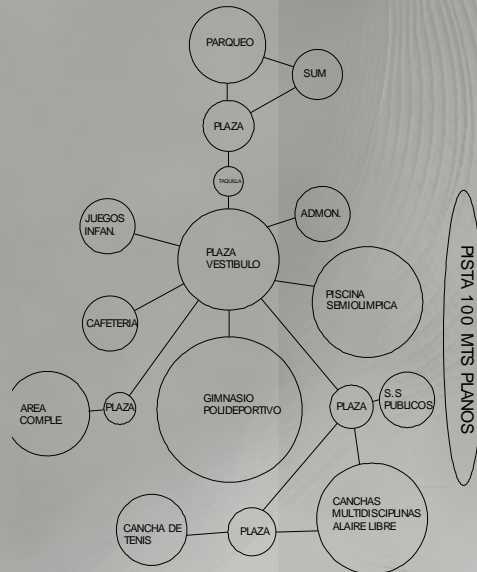 PARQUEO
SUM
PLAZA
TAQUILLA
JUEGOS
INFAN.
ADMON.
PLAZA
VESTIBULO
PISCINA
SEMIOLIMPICA
CAFETERIA
PISTA 100 MTS PLANOS
AREA
COMPLE.
PLAZA
GIMNASIO
POLIDEPORTIVO
PLAZA
S.S
PUBLICOS
CANCHA DE
TENIS
PLAZA
CANCHAS
MULTIDISCIPLINAS
ALAIRE LIBRE